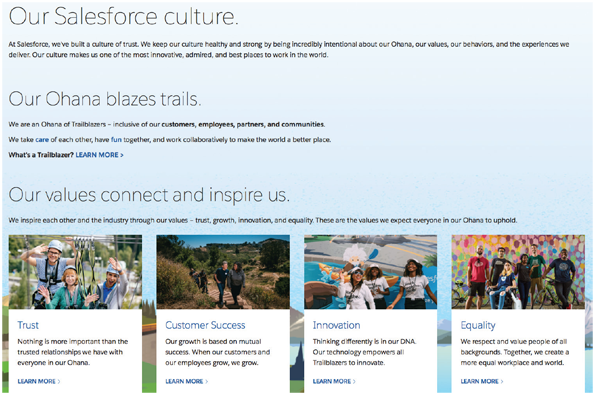 Our Salesforce culture.
At Salesforce, we've built a culture of trust. We keep our culture healthy and strong by being incredibly intentional about our Ohana, our values, our behaviors, and the experiences we
deliver. Our culture makes us one of the most innovative, admired, and best places to work in the world.
Our Ohana blazes trails.
We are an Ohana of Trailblazers – inclusive of our customers, employees, partners, and communities.
We take care of each other, have fun together, and work collaboratively to make the world a better place.
What's a Trailblazer? LEARN MORE >
Our values connect and inspire us.
We inspire each other and the industry through our values – trust, growth, innovation, and equality. These are the values we expect everyone in our Ohana to uphold.
Trust
Nothing is more important than the
trusted relationships we have with
everyone in our Ohana.
LEARN MORE >
Customer Success
Our growth is based on mutual
success. When our customers and
our employees grow, we grow.
LEARN MORE >
Innovation
Thinking differently is in our DNA.
Our technology empowers all
Trailblazers to innovate.
LEARN MORE >
Equality
We respect and value people of all
backgrounds. Together, we create a
more equal workplace and world.
LEARN MORE >